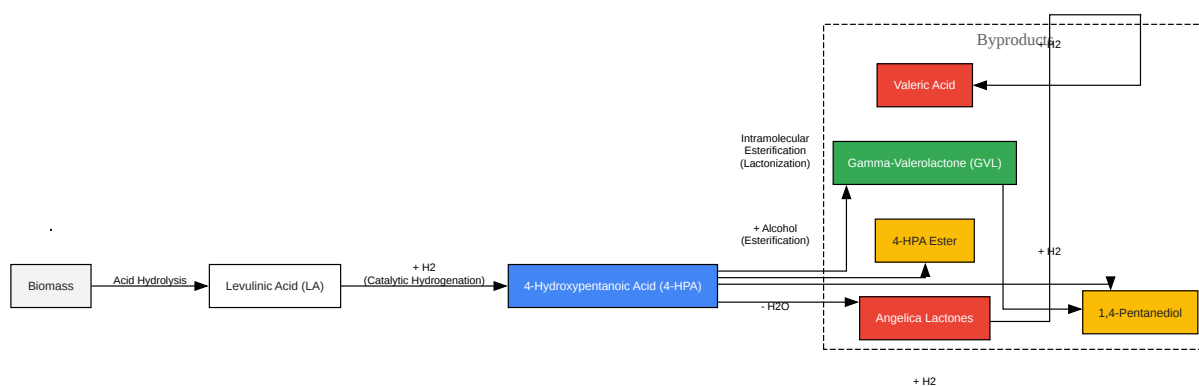 Byproducts
+ H2
Valeric Acid
Intramolecular
Esterification
(Lactonization)
Gamma-Valerolactone (GVL)
+ Alcohol
(Esterification)
4-HPA Ester
+ H2
Biomass
Acid Hydrolysis
Levulinic Acid (LA)
+ H2
(Catalytic Hydrogenation)
4-Hydroxypentanoic Acid (4-HPA)
- H2O
Angelica Lactones
1,4-Pentanediol
+ H2